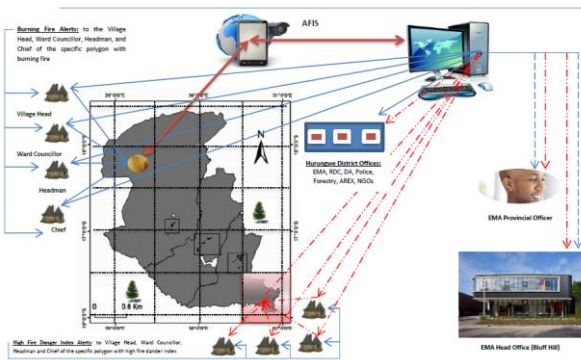 AFIS
Burning Fire Alerts: to the Village
Head, Ward Councillor, Headman, and
Chief of the specific polygon with
burning fire
Village Head
Ward Councillor
Headman
Chief
N
0 0.6 Km
Hurungwe District Offices:
EMA, RDC, DA, Police,
Forestry, AREX, NGOs
EMA Provincial Officer
EMA Head Office (Bluff Hill)
High Fire Danger Index Alerts: to Village Head, Ward Councillor,
Headman and Chief of the specific polygon with high fire danger index